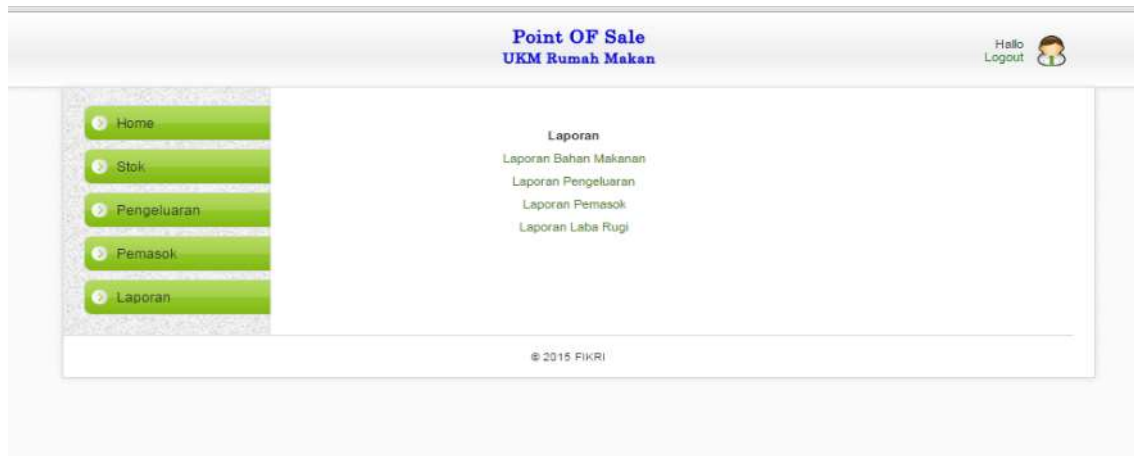 Point OF Sale
UKM Rumah Makan
Hallo
Logout
Home
Stok
Pengeluaran
Pemasok
Laporan
Laporan
Laporan Bahan Makanan
Laporan Pengeluaran
Laporan Pemasok
Laporan Laba Rugi
© 2015 FIKRI